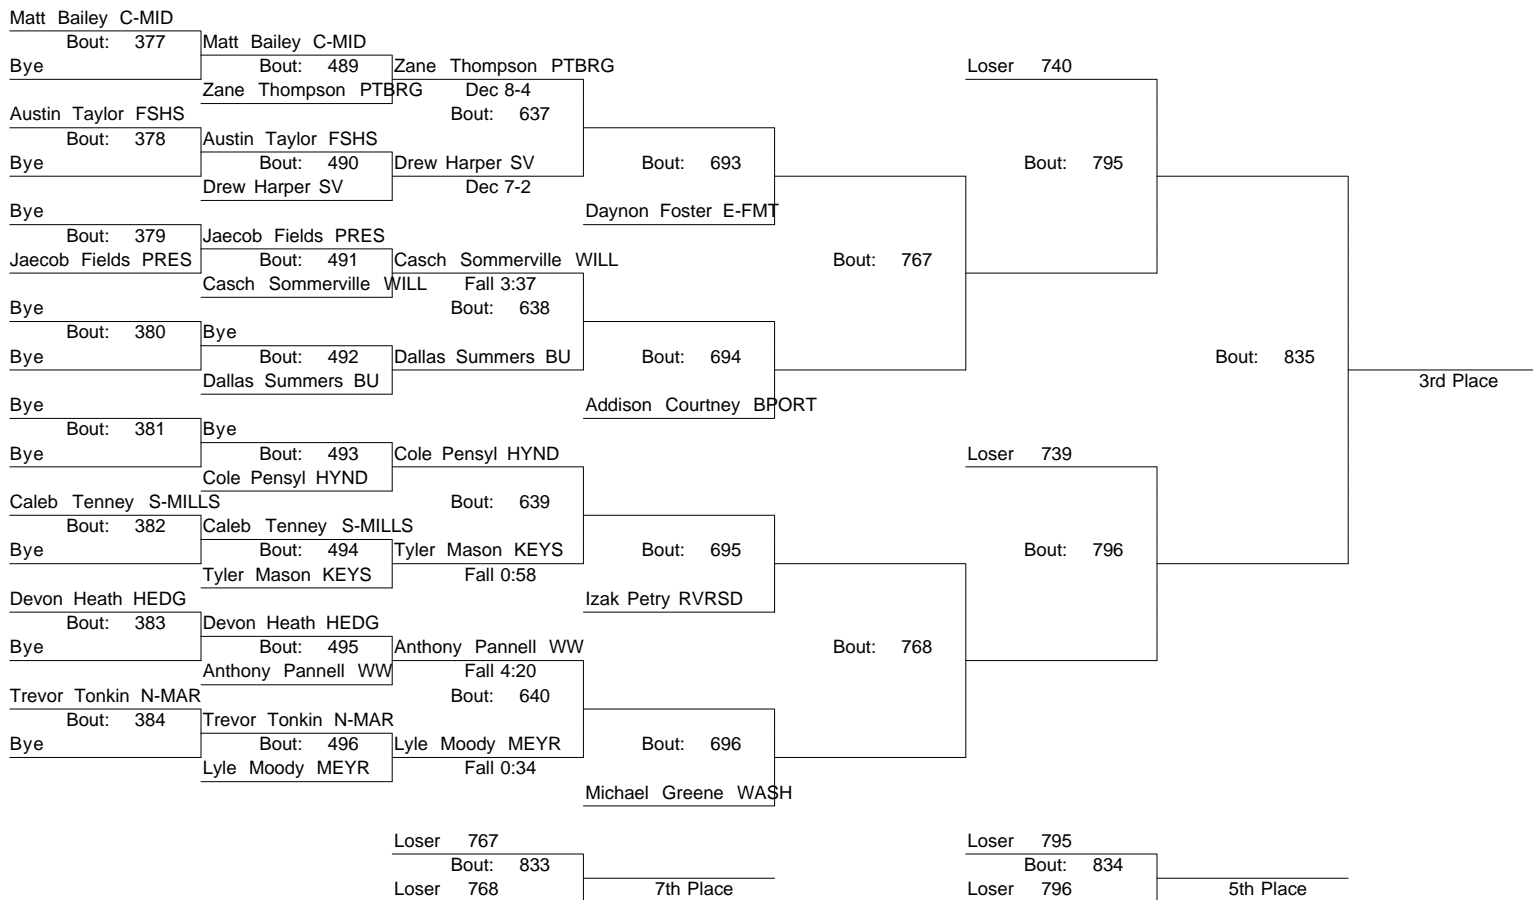 Matt Bailey C-MID
Bout: 377
Bye
Austin Taylor FSHS
Bout: 378
Bye
Bye
Bout: 379
Jaecob Fields PRES
Bye
Bout: 380
Bye
Bye
Bout: 381
Bye
Caleb Tenney S-MILLS
Bout: 382
Bye
Devon Heath HEDG
Bout: 383
Bye
Trevor Tonkin N-MAR
Bout: 384
Bye
Matt Bailey C-MID
Bout: 489
Zane Thompson PTBRG
Austin Taylor FSHS
Bout: 490
Drew Harper SV
Jaecob Fields PRES
Bout: 491
Casch Sommerville WILL
Bye
Bout: 492
Dallas Summers BU
Bye
Bout: 493
Cole Pensyl HYND
Caleb Tenney S-MILLS
Bout: 494
Tyler Mason KEYS
Devon Heath HEDG
Bout: 495
Anthony Pannell WW
Trevor Tonkin N-MAR
Bout: 496
Lyle Moody MEYR
Zane Thompson PTBRG
Dec 8-4
Bout: 637
Drew Harper SV
Dec 7-2
Casch Sommerville WILL
Fall 3:37
Bout: 638
Dallas Summers BU
Cole Pensyl HYND
Bout: 639
Tyler Mason KEYS
Fall 0:58
Anthony Pannell WW
Fall 4:20
Bout: 640
Lyle Moody MEYR
Fall 0:34
Bout: 693
Daynon Foster E-FMT
Bout: 694
Addison Courtney BPORT
Bout: 695
Izak Petry RVRSD
Bout: 696
Michael Greene WASH
Bout: 767
Bout: 768
Loser 740
Bout: 795
Loser 739
Bout: 796
Bout: 835
3rd Place
Loser 767
Bout: 833
Loser 768
7th Place
Loser 795
Bout: 834
Loser 796
5th Place